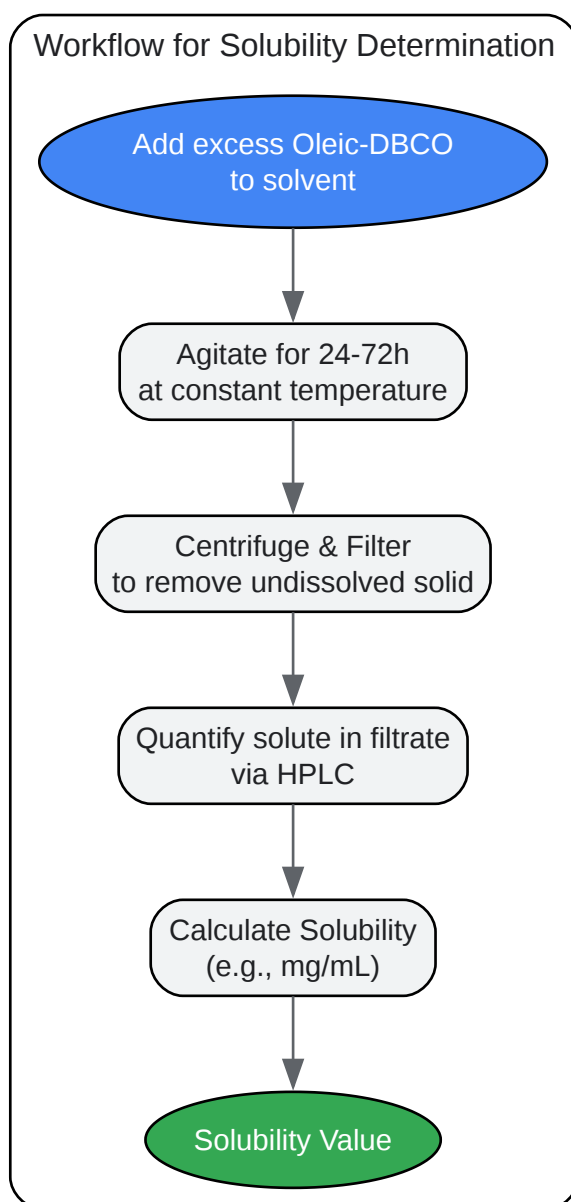 Workflow for Solubility Determination
Add excess Oleic-DBCO
to solvent
Agitate for 24-72h
at constant temperature
Centrifuge & Filter
to remove undissolved solid
Quantify solute in filtrate
via HPLC
Calculate Solubility
(e.g., mg/mL)
Solubility Value